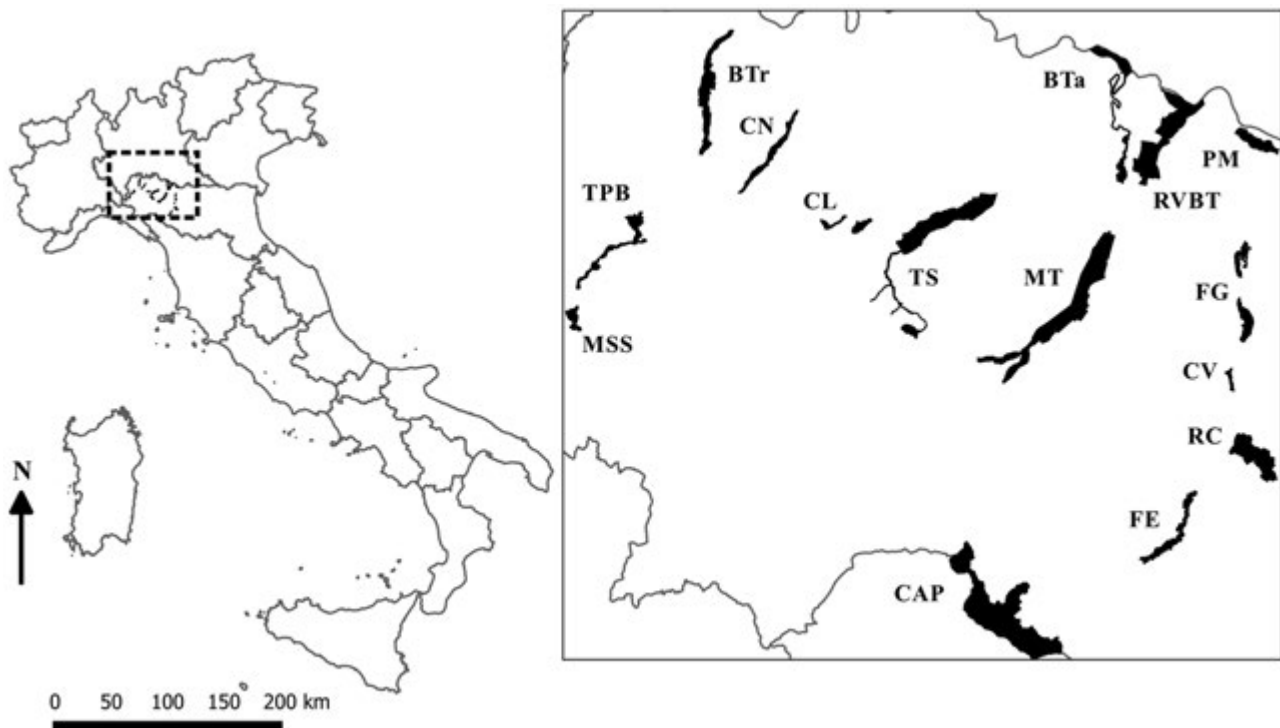 N
0 50 100 150 200 km
BTr
BTa
CN
PM
TPB
CL
RVBT
TS
MT
FG
MSS
CV
RC
FE
CAP